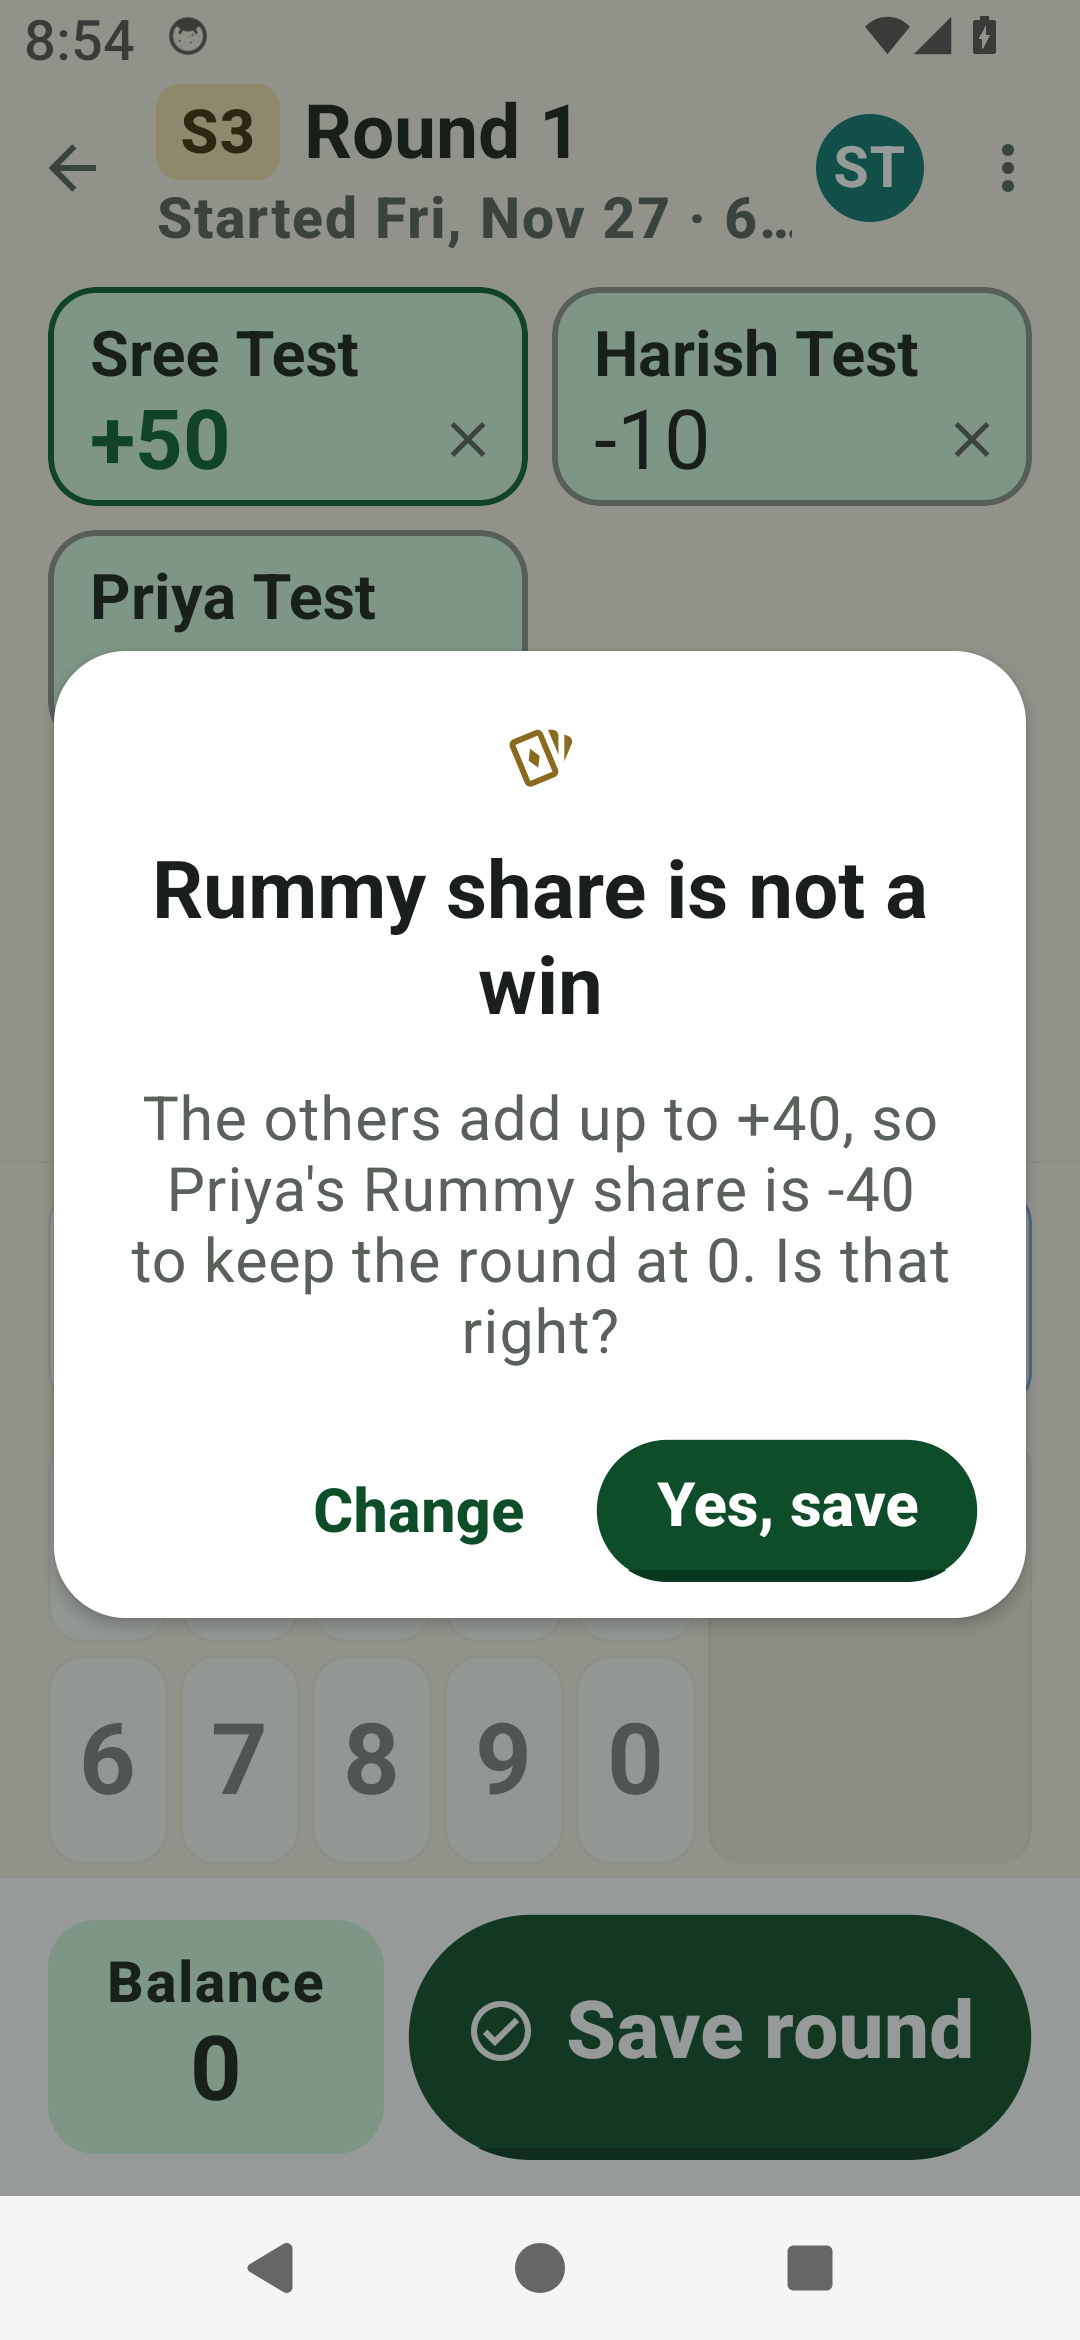 8:54
S3 Round 1
ST
Started Fri, Nov 27 · 6…
Sree Test
+50
Harish Test
-10
Priya Test
Rummy share is not a
win
The others add up to +40, so
Priya's Rummy share is -40
to keep the round at 0. Is that
right?
Change
Yes, save
6 7 8 9 0
Balance
0
Save round